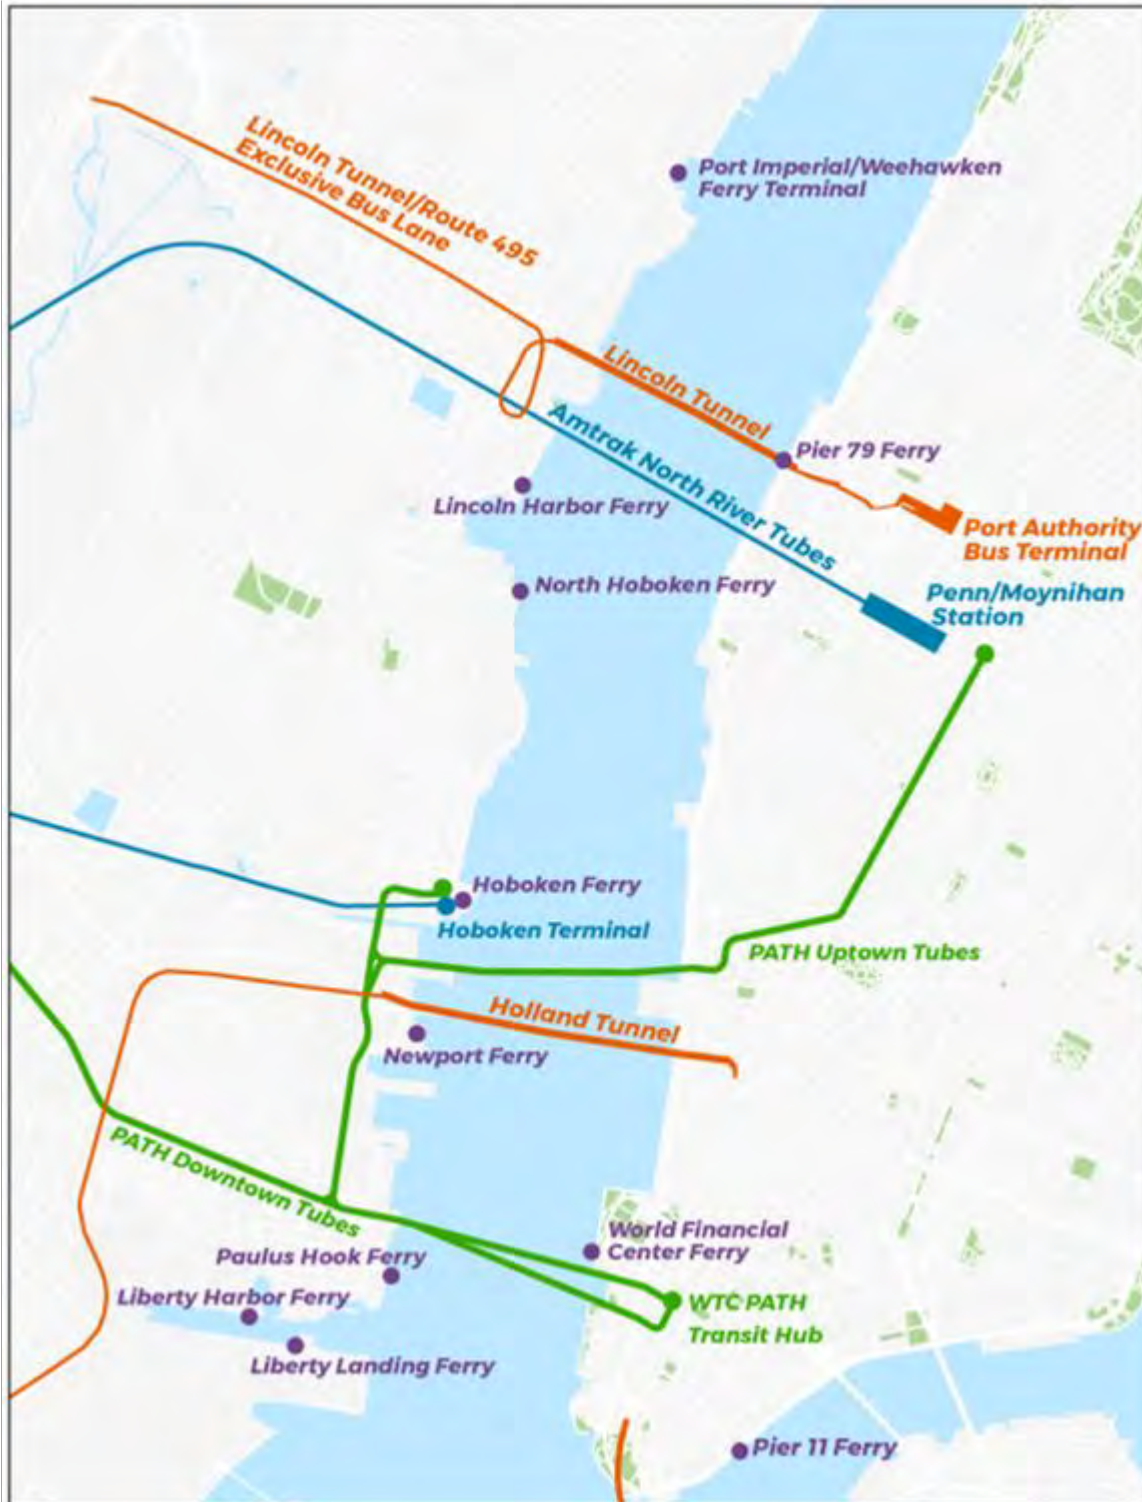 Lincoln Tunnel/Route 495
Exclusive Bus Lane
Port Imperial/Weehawken
Ferry Terminal
Lincoln Tunnel
Amtrak North River Tubes
Pier 79 Ferry
Lincoln Harbor Ferry
Port Authority
Bus Terminal
North Hoboken Ferry
Penn/Moynihan
Station
Hoboken Ferry
Hoboken Terminal
PATH Uptown Tubes
Holland Tunnel
Newport Ferry
PATH Downtown Tubes
World Financial
Center Ferry
Paulus Hook Ferry
Liberty Harbor Ferry
WTC PATH
Transit Hub
Liberty Landing Ferry
Pier 11 Ferry